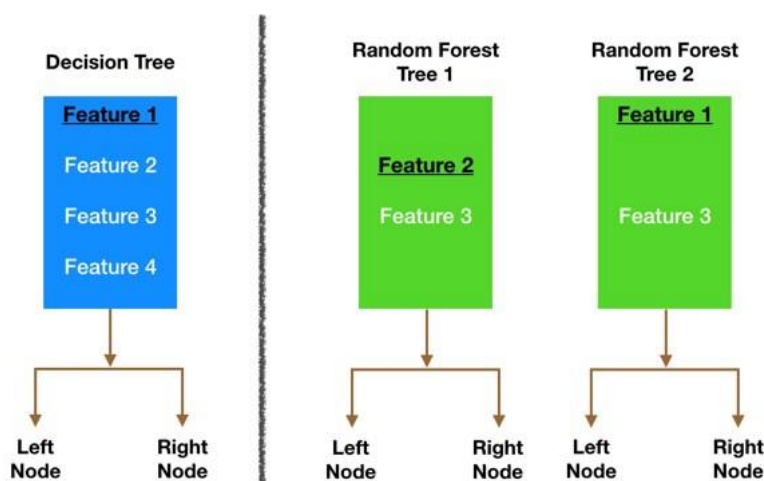 Decision Tree
Feature 1
Feature 2
Feature 3
Feature 4
Left
Node
Right
Node
Random Forest
Tree 1
Feature 2
Feature 3
Left
Node
Right
Node
Random Forest
Tree 2
Feature 1
Feature 3
Left
Node
Right
Node